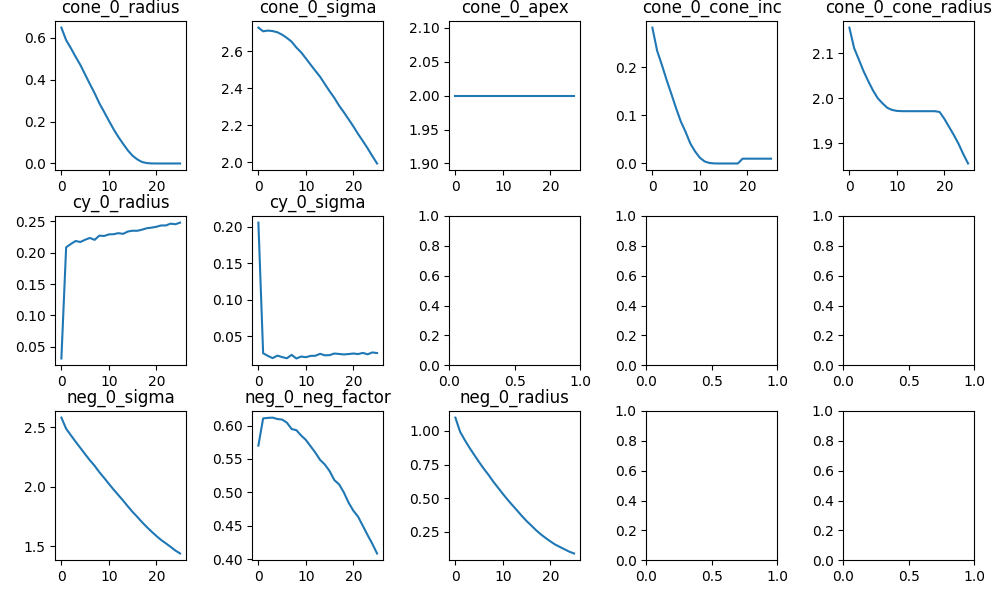 cone_0_radius cone_0_sigma cone_0_apex cone_0_cone_inc cone_0_cone_radius
0.6 0.4 0.2 0.0
0 10 20
2.6 2.4 2.2 2.0
0 10 20
2.10 2.05 2.00 1.95 1.90
0 10 20
0.2 0.1 0.0
0 10 20
2.1 2.0 1.9
0 10 20
cy_0_radius cy_0_sigma
0.25 0.20 0.15 0.10 0.05
0 10 20
0.20 0.15 0.10 0.05
0 10 20
1.0 0.8 0.6 0.4 0.2 0.0
0.0 0.5 1.0
1.0 0.8 0.6 0.4 0.2 0.0
0.0 0.5 1.0
1.0 0.8 0.6 0.4 0.2 0.0
0.0 0.5 1.0
neg_0_sigma neg_0_neg_factor neg_0_radius
2.5 2.0 1.5
0 10 20
0.60 0.55 0.50 0.45 0.40
0 10 20
1.00 0.75 0.50 0.25
0 10 20
1.0 0.8 0.6 0.4 0.2 0.0
0.0 0.5 1.0
1.0 0.8 0.6 0.4 0.2 0.0
0.0 0.5 1.0